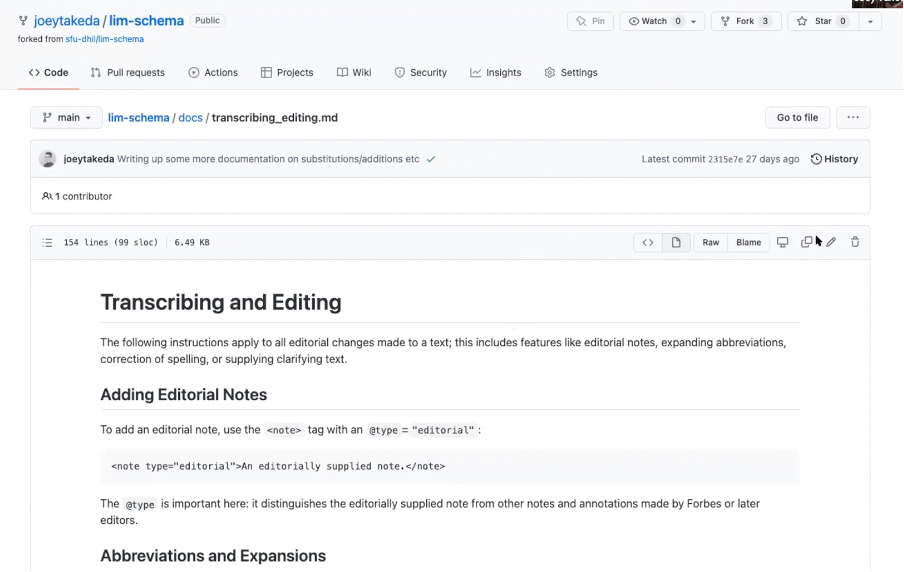 joeytakeda / lim-schema Public
Pin Watch 0 Fork 3 Star 0
forked from sfu-dhil/lim-schema
<> Code Pull requests Actions Projects Wiki Security Insights Settings
main lim-schema / docs / transcribing_editing.md Go to file ...
joeytakeda Writing up some more documentation on substitutions/additions etc Latest commit 2315e7e 27 days ago History
1 contributor
154 lines (99 sloc) 6.49 KB <> Raw Blame
Transcribing and Editing
The following instructions apply to all editorial changes made to a text; this includes features like editorial notes, expanding abbreviations,
correction of spelling, or supplying clarifying text.
Adding Editorial Notes
To add an editorial note, use the <note> tag with an @type = "editorial" :
<note type="editorial">An editorially supplied note.</note>
The @type is important here: it distinguishes the editorially supplied note from other notes and annotations made by Forbes or later
editors.
Abbreviations and Expansions